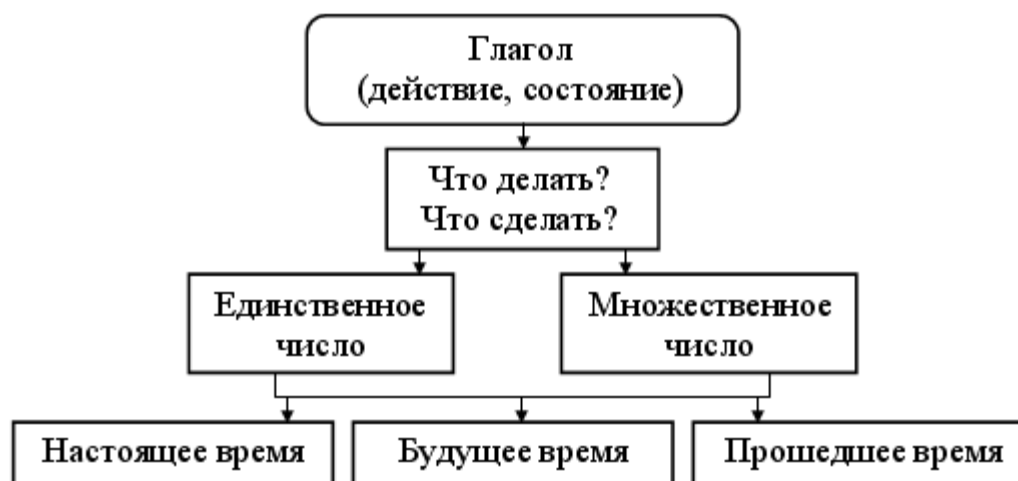 Глагол
(действие, состояние)
Что делать?
Что сделать?
Единственное
число
Множественное
число
Настоящее время
Будущее время
Прошедшее время